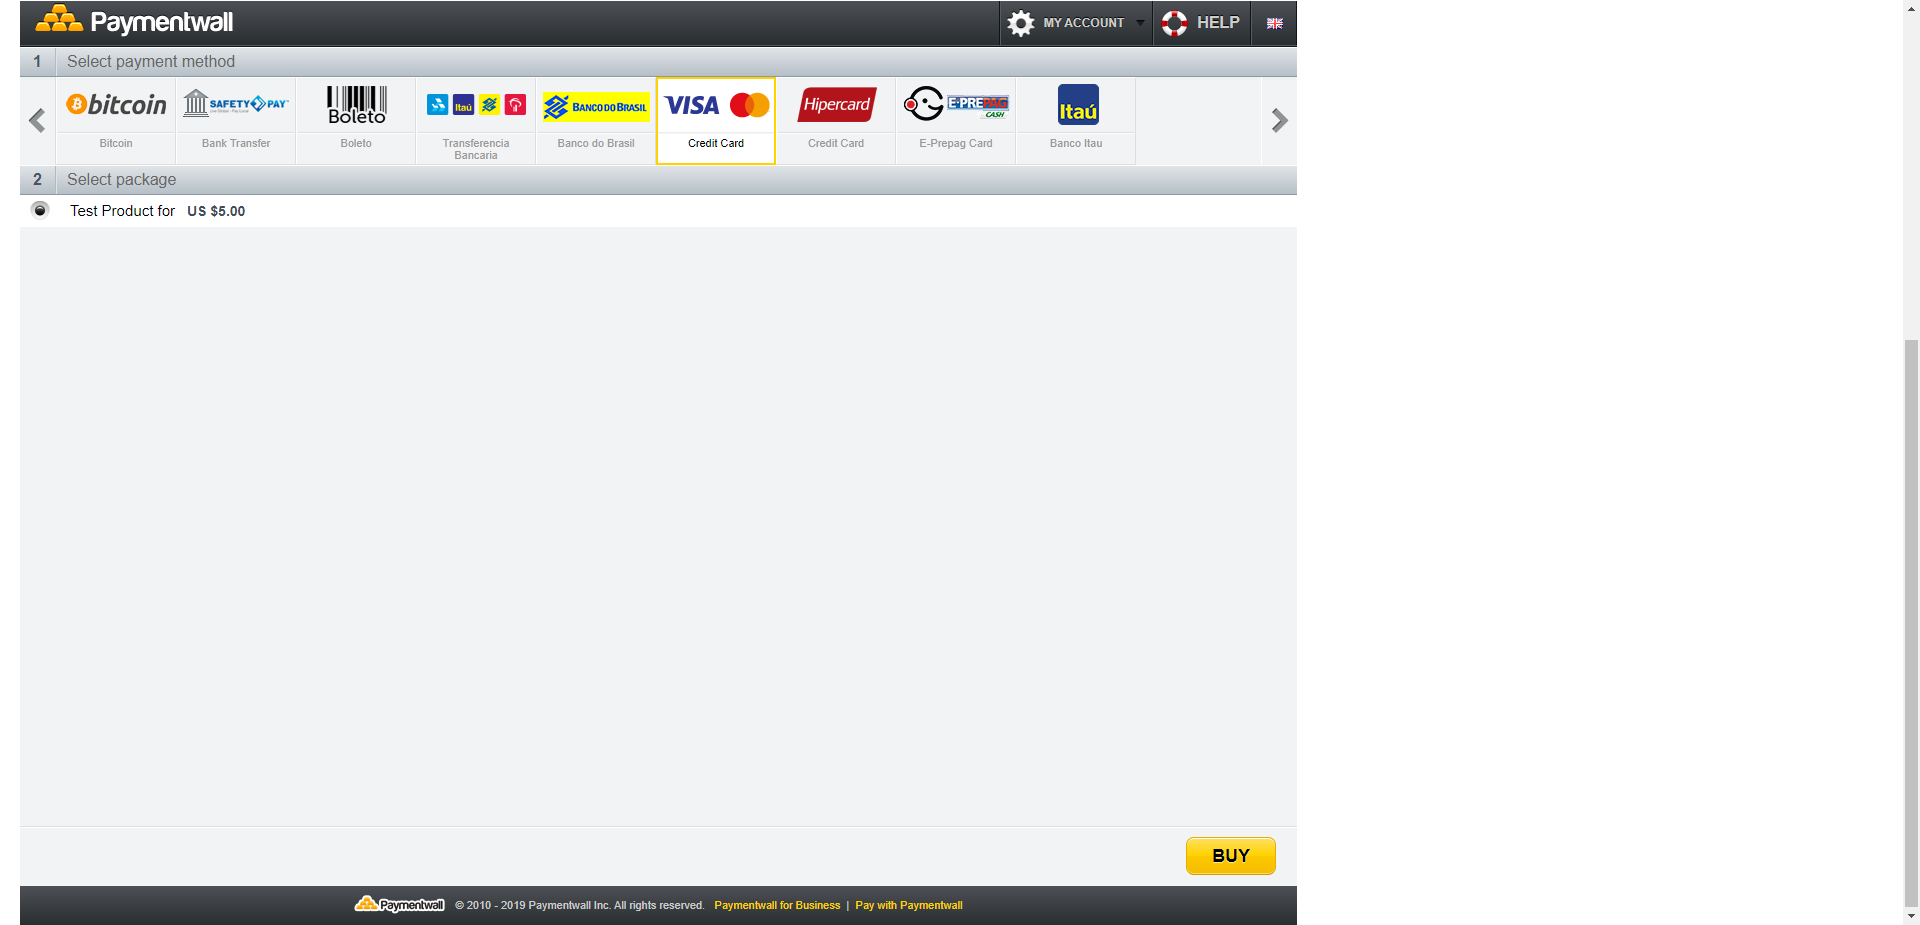 Paymentwall
MY ACCOUNT
HELP
1 Select payment method
bitcoin
SAFETY PAY
Boleto
Itaú
BANCO DO BRASIL
VISA
Hipercard
E-PREPAG
CASH
Itaú
Bitcoin
Bank Transfer
Boleto
Transferencia
Bancaria
Banco do Brasil
Credit Card
Credit Card
E-Prepag Card
Banco Itau
2 Select package
Test Product for US $5.00
BUY
Paymentwall © 2010 - 2019 Paymentwall Inc. All rights reserved. Paymentwall for Business | Pay with Paymentwall